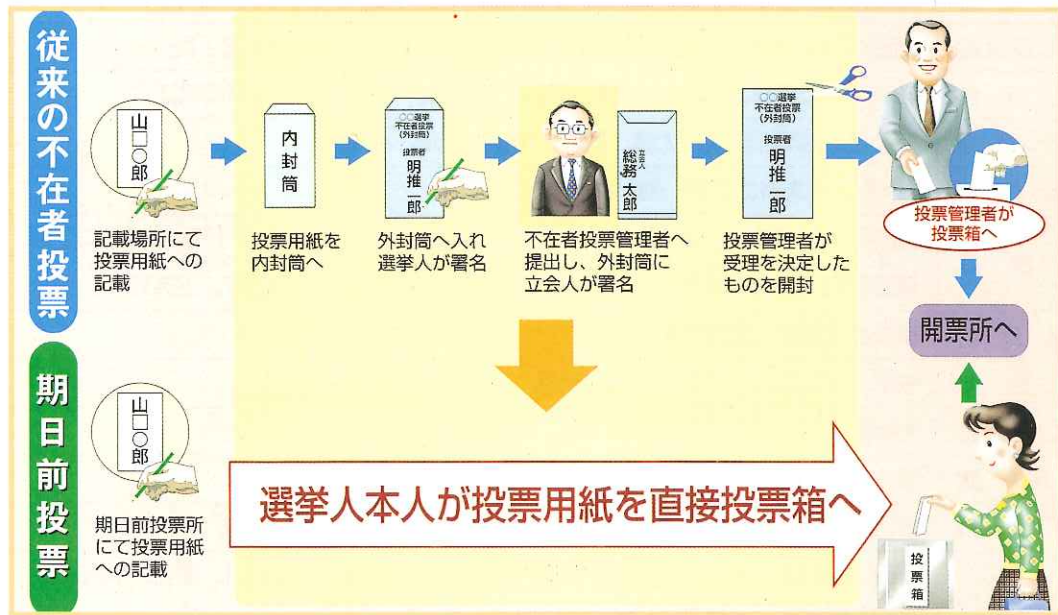 従来の不在者投票
山□○郎
記載場所にて
投票用紙への
記載
内封筒
投票用紙を
内封筒へ
○○選挙
不在者投票
(外封筒)
投票者
明推一郎
外封筒へ入れ
選挙人が署名
立会人
総務太郎
不在者投票管理者へ
提出し、外封筒に
立会人が署名
○○選挙
不在者投票
(外封筒)
投票者
明推一郎
投票管理者が
受理を決定した
ものを開封
投票管理者が
投票箱へ
開票所へ
期日前投票
山□○郎
期日前投票所
にて投票用紙
への記載
選挙人本人が投票用紙を直接投票箱へ
投票箱